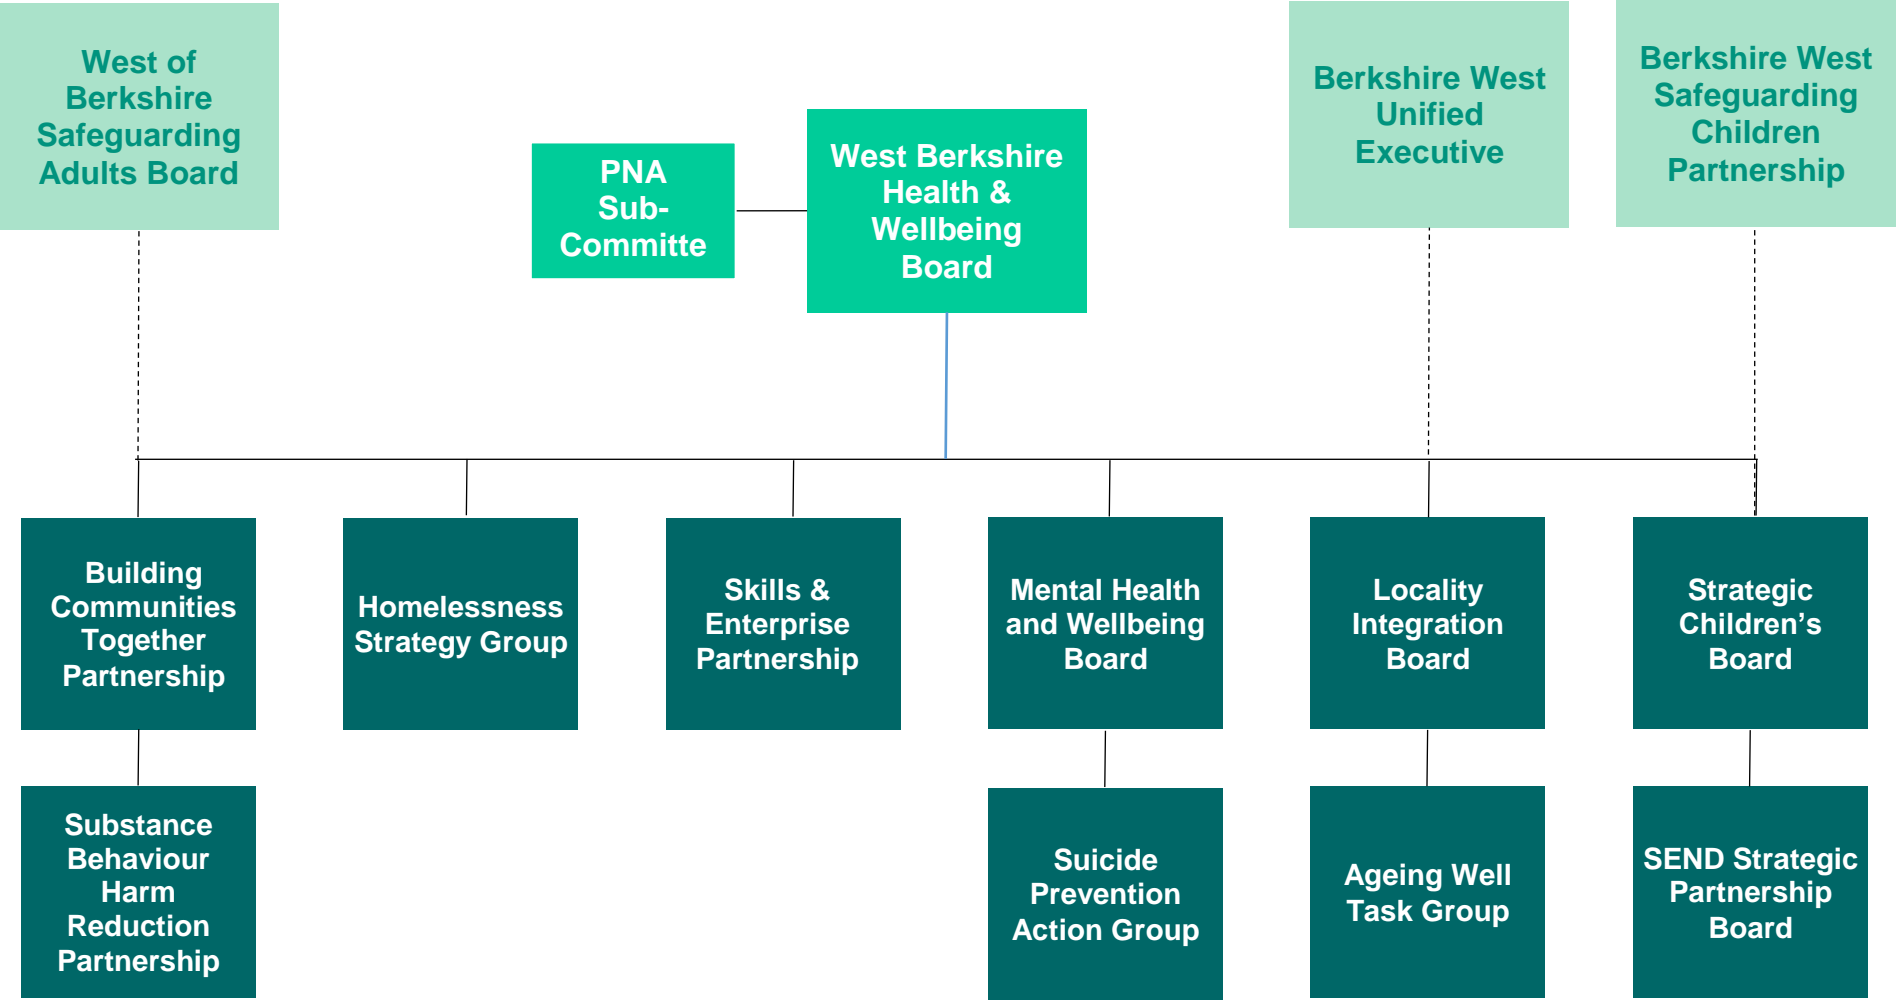 West of
Berkshire
Safeguarding
Adults Board
PNA
Sub-
Committe
West Berkshire
Health &
Wellbeing
Board
Berkshire West
Unified
Executive
Berkshire West
Safeguarding
Children
Partnership
Building
Communities
Together
Partnership
Homelessness
Strategy Group
Skills &
Enterprise
Partnership
Mental Health
and Wellbeing
Board
Locality
Integration
Board
Strategic
Children’s
Board
Substance
Behaviour
Harm
Reduction
Partnership
Suicide
Prevention
Action Group
Ageing Well
Task Group
SEND Strategic
Partnership
Board